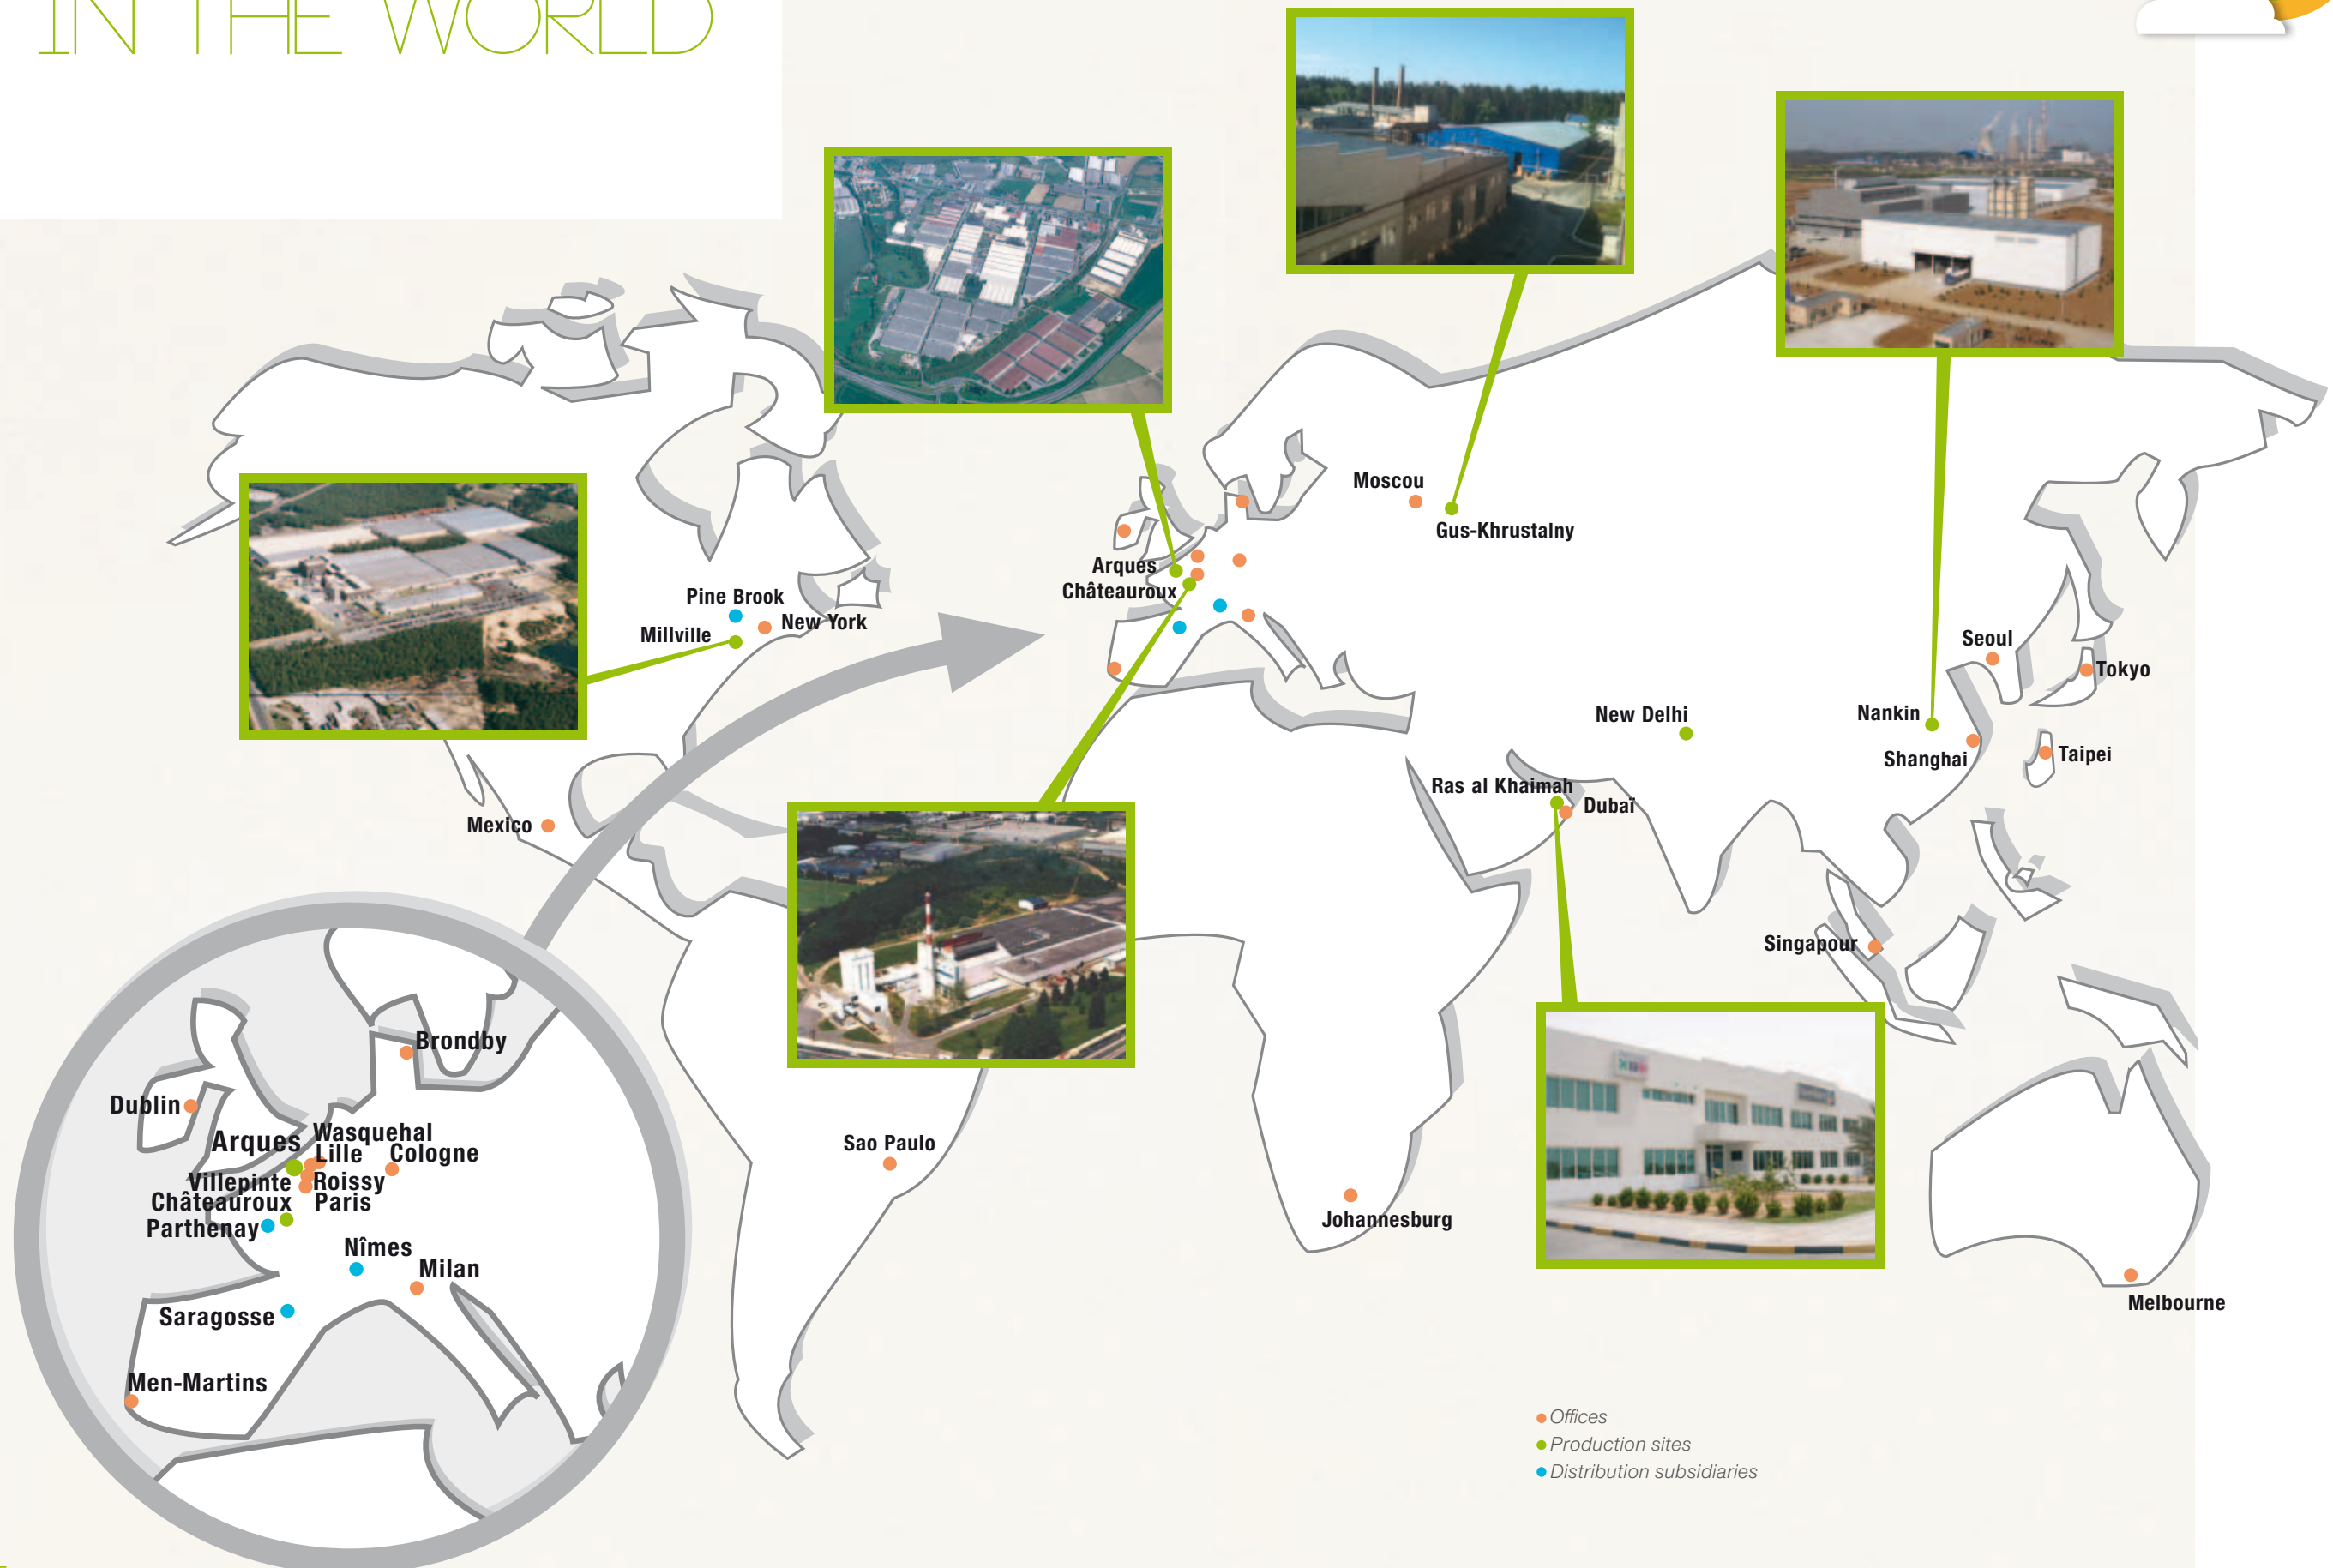 IN THE WORLD
Moscou
Gus-Khrustalny
Arques
Châteauroux
Pine Brook
New York
Millville
Seoul
Tokyo
New Delhi
Nankin
Shanghai
Taipei
Ras al Khaimah
Dubaï
Mexico
Singapour
Brondby
Dublin
Wasquehal
Arques
Lille
Cologne
Villepinte
Roissy
Châteauroux
Paris
Parthenay
Nîmes
Milan
Saragosse
Men-Martins
Sao Paulo
Johannesburg
Melbourne
Offices
Production sites
Distribution subsidiaries